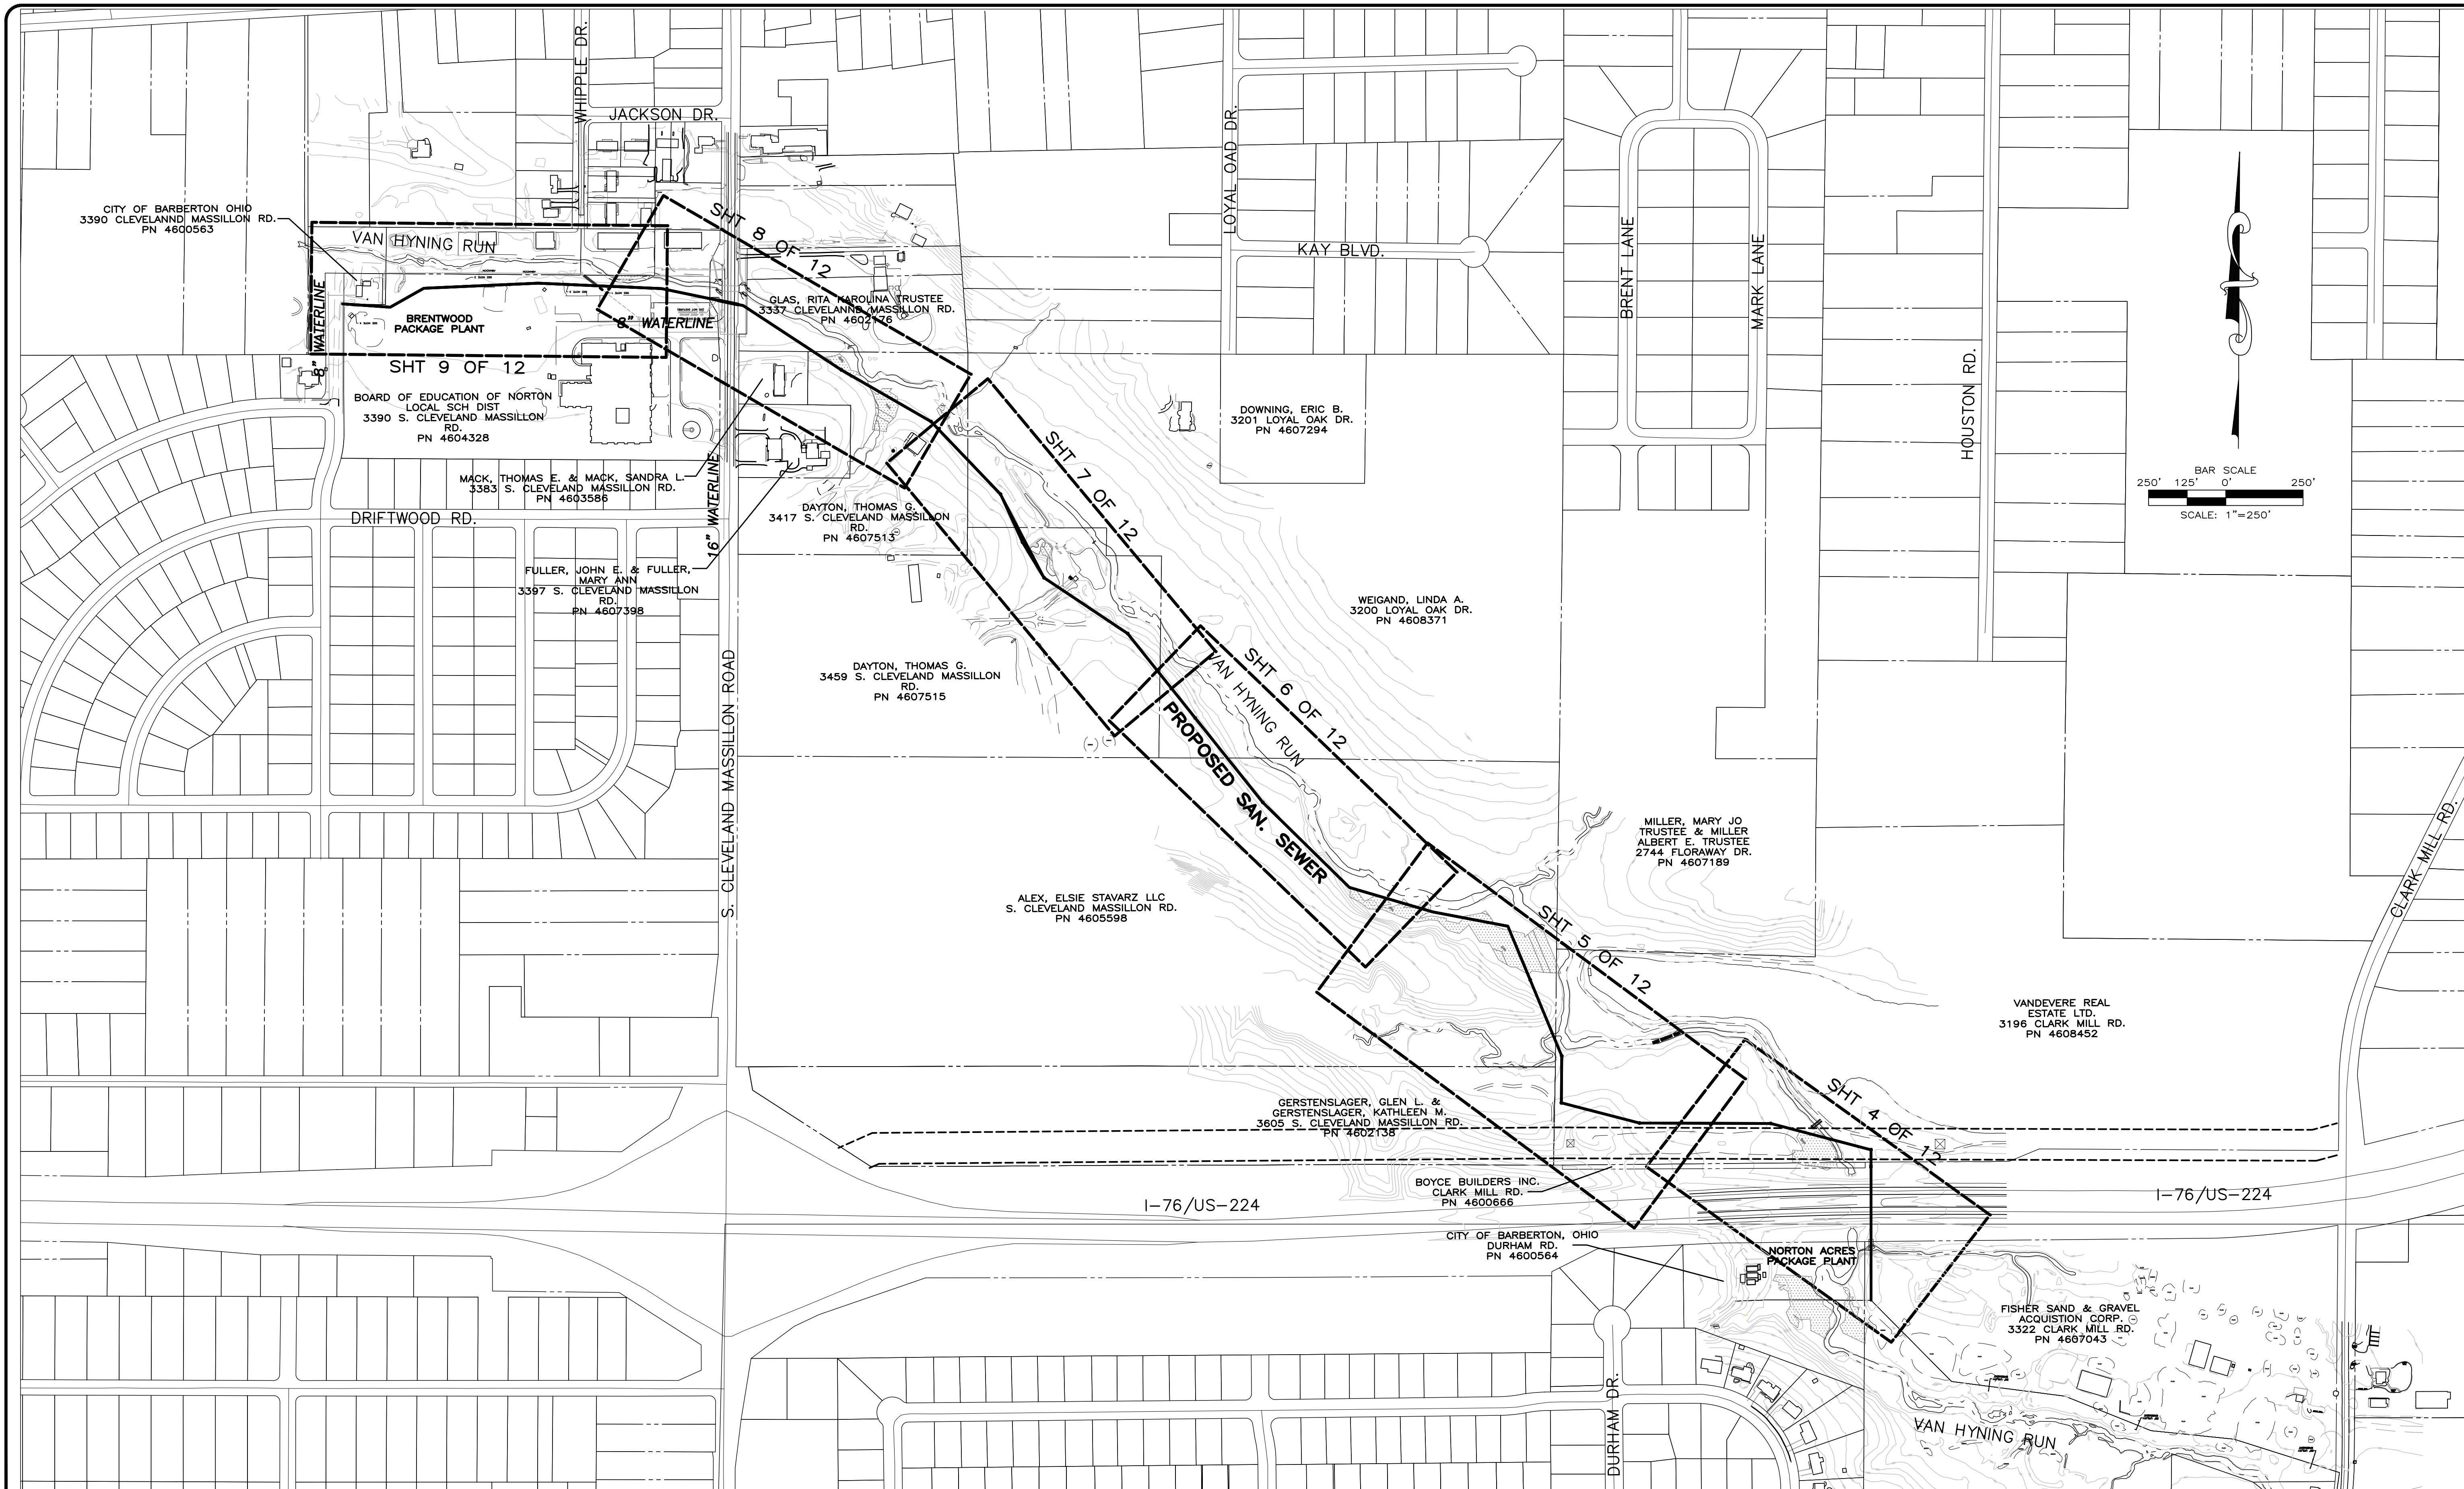 WHIPPLE DR.
JACKSON DR.
LOYAL OAD DR.
KAY BLVD.
BRENT LANE
MARK LANE
HOUSTON RD.
CITY OF BARBERTON OHIO
3390 CLEVELANND MASSILLON RD.
PN 4600563
VAN HYNING RUN
SHT 8 OF 12
8" WATERLINE
BRENTWOOD
PACKAGE PLANT
8" WATERLINE
GLAS, RITA KAROLINA TRUSTEE
3337 CLEVELANND MASSILLON RD.
PN 4602176
SHT 9 OF 12
BOARD OF EDUCATION OF NORTON
LOCAL SCH DIST
3390 S. CLEVELAND MASSILLON
RD.
PN 4604328
DOWNING, ERIC B.
3201 LOYAL OAK DR.
PN 4607294
SHT 7 OF 12
BAR SCALE
250' 125' 0' 250'
SCALE: 1"=250'
MACK, THOMAS E. & MACK, SANDRA L.
3383 S. CLEVELAND MASSILLON RD.
PN 4603586
16" WATERLINE
DRIFTWOOD RD.
DAYTON, THOMAS G.
3417 S. CLEVELAND MASSILLON
RD.
PN 4607513
FULLER, JOHN E. & FULLER,
MARY ANN
3397 S. CLEVELAND MASSILLON
RD.
PN 4607398
WEIGAND, LINDA A.
3200 LOYAL OAK DR.
PN 4608371
DAYTON, THOMAS G.
3459 S. CLEVELAND MASSILLON
RD.
PN 4607515
S. CLEVELAND MASSILLON ROAD
SHT 6 OF 12
VAN HYNING RUN
PROPOSED SAN. SEWER
MILLER, MARY JO
TRUSTEE & MILLER
ALBERT E. TRUSTEE
2744 FLORAWAY DR.
PN 4607189
CLARK MILL RD.
ALEX, ELSIE STAVARZ LLC
S. CLEVELAND MASSILLON RD.
PN 4605598
SHT 5 OF 12
VANDEVERE REAL
ESTATE LTD.
3196 CLARK MILL RD.
PN 4608452
GERSTENSLAGER, GLEN L. &
GERSTENSLAGER, KATHLEEN M.
3605 S. CLEVELAND MASSILLON RD.
PN 4602138
SHT 4 OF 12
BOYCE BUILDERS INC.
CLARK MILL RD.
PN 4600666
I-76/US-224
I-76/US-224
CITY OF BARBERTON, OHIO
DURHAM RD.
PN 4600564
NORTON ACRES
PACKAGE PLANT
FISHER SAND & GRAVEL
ACQUISTION CORP.
3322 CLARK MILL RD.
PN 4607043
DURHAM DR.
VAN HYNING RUN